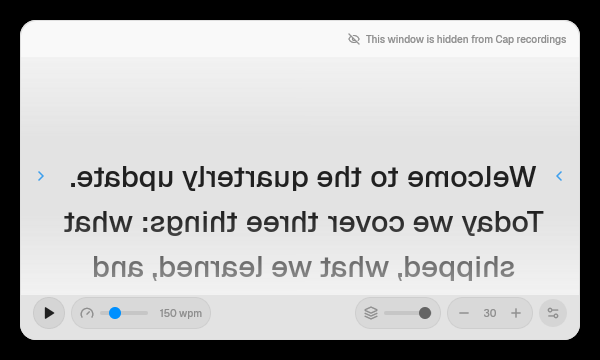 This window is hidden from Cap recordings
Welcome to the quarterly update.
Today we cover three things: what
shipped, what we learned, and
150 wpm
30